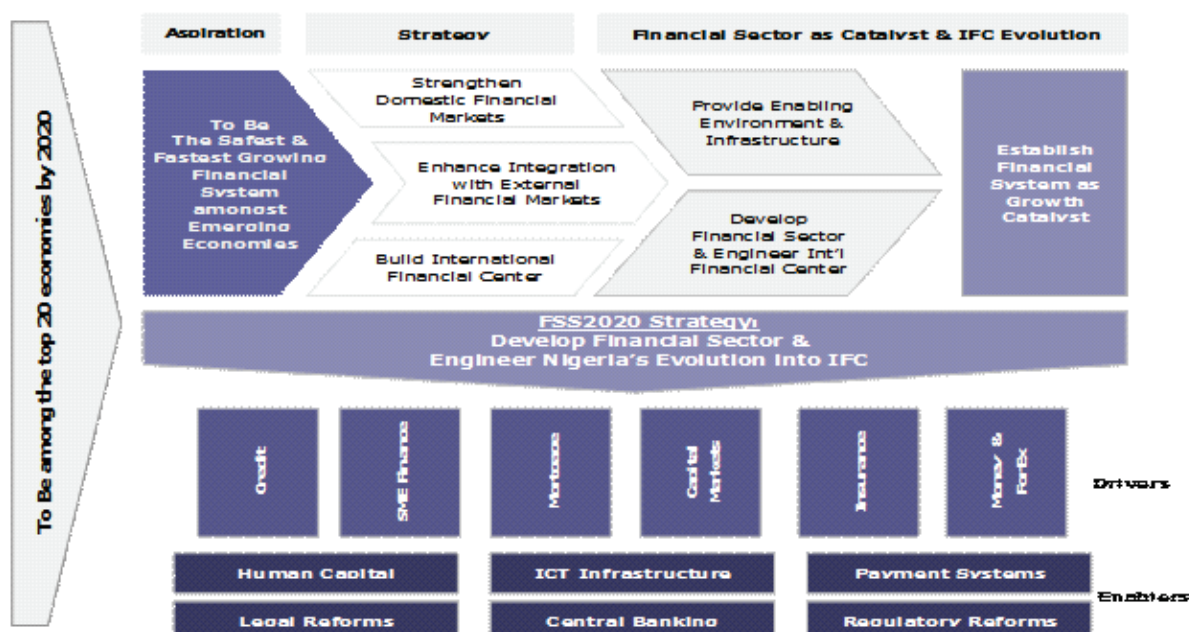 To Be among the top 20 economies by 2020
Aspiration
Strategy
Financial Sector as Catalyst & IFC Evolution
To Be
The Safest &
Fastest Growing
Financial
System
amongst
Emerging
Economies
Strengthen
Domestic Financial
Markets
Enhance Integration
with External
Financial Markets
Build International
Financial Center
Provide Enabling
Environment &
Infrastructure
Develop
Financial Sector
& Engineer Int'l
Financial Center
Establish
Financial
System as
Growth
Catalyst
FSS2020 Strategy:
Develop Financial Sector &
Engineer Nigeria's Evolution into IFC
Credit
SME Finance
Mortgage
Capital
Markets
Insurance
Money &
ForEx
Drivers
Human Capital
ICT Infrastructure
Payment Systems
Enablers
Legal Reforms
Central Banking
Regulatory Reforms